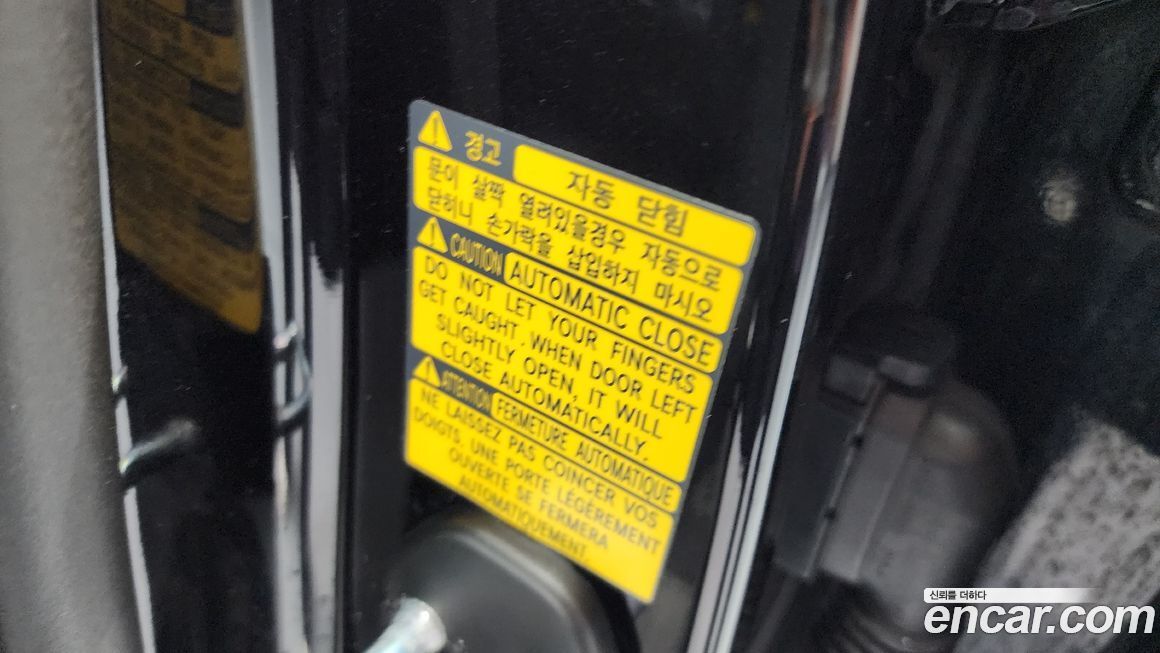 경고 자동 닫힘
문이 살짝 열려있을경우 자동으로
닫히니 손가락을 삽입하지 마시오
CAUTION AUTOMATIC CLOSE
DO NOT LET YOUR FINGERS
GET CAUGHT. WHEN DOOR LEFT
SLIGHTLY OPEN, IT WILL
CLOSE AUTOMATICALLY.
ATTENTION FERMETURE AUTOMATIQUE
NE LAISSEZ PAS COINCER VOS
DOIGTS. UNE PORTE LÉGÈREMENT
OUVERTE SE FERMERA
AUTOMATIQUEMENT.
신뢰를 더하다
encar.com